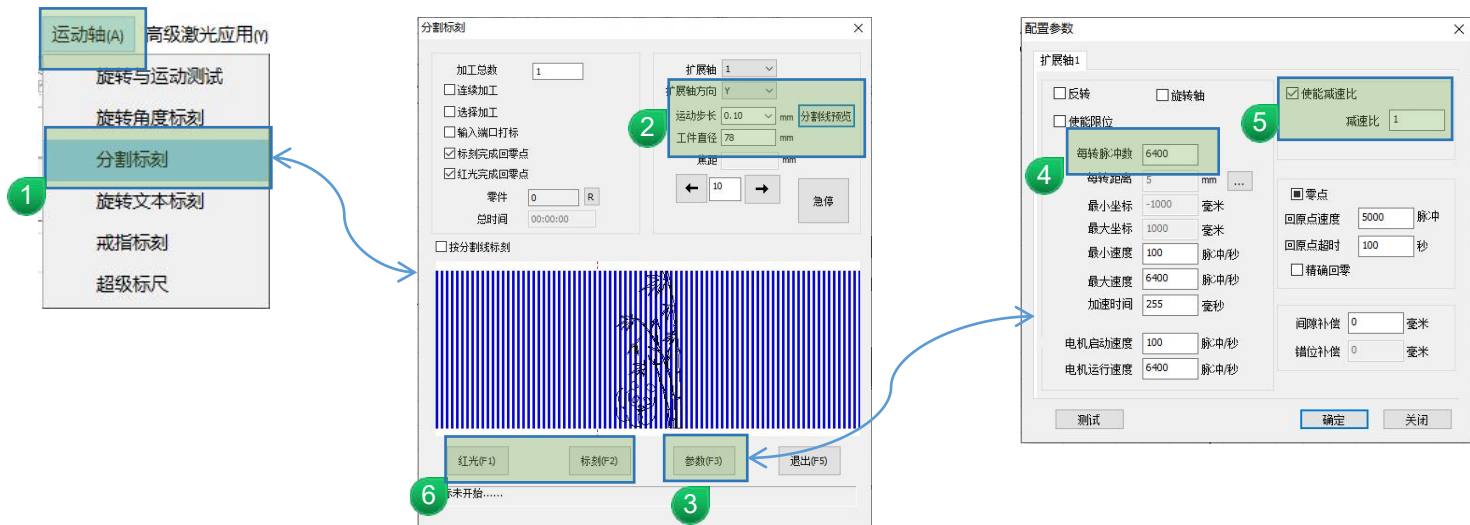 运动轴(A) 高级激光应用(Y)
旋转与运动测试
旋转角度标刻
分割标刻
旋转文本标刻
戒指标刻
超级标尺
1
分割标刻
加工总数 1
连续加工
选择加工
输入端口打标
标刻完成回零点
红光完成回零点
零件 0 R
总时间 00:00:00
扩展轴 1
扩展轴方向 Y
运动步长 0.10 mm 分割线预览
工件直径 78 mm
焦距 mm
10
急停
2
按分割线标刻
红光(F1) 标刻(F2) 参数(F3) 退出(F5)
标未开始......
6
3
配置参数
扩展轴1
反转 旋转轴
使能限位
每转脉冲数 6400
每转距离 5 mm ...
最小坐标 -1000 毫米
最大坐标 1000 毫米
最小速度 100 脉冲/秒
最大速度 6400 脉冲/秒
加速时间 255 毫秒
电机启动速度 100 脉冲/秒
电机运行速度 6400 脉冲/秒
4
使能减速比
减速比 1
5
零点
回原点速度 5000 脉冲
回原点超时 100 秒
精确回零
间隙补偿 0 毫米
错位补偿 0 毫米
测试 确定 关闭